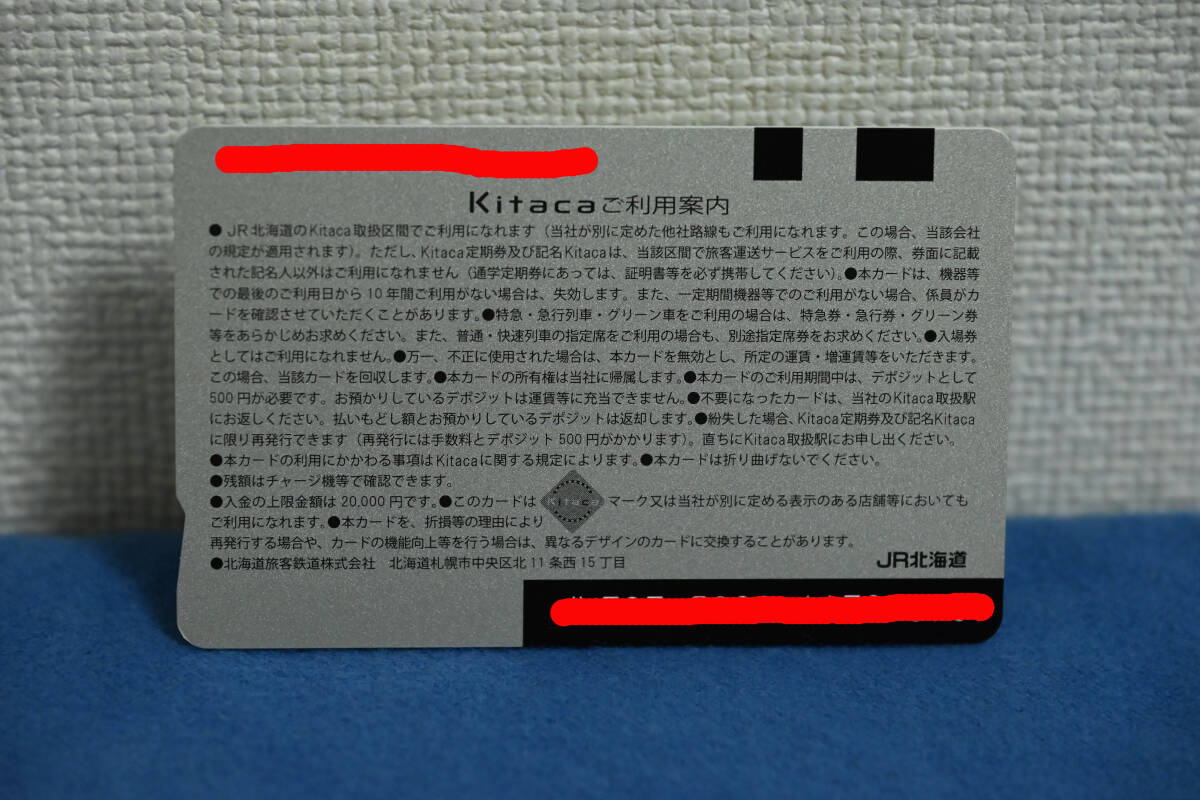 Kitacaご利用案内
●JR北海道のKitaca取扱区間でご利用になれます（当社が別に定めた他社路線もご利用になれます。この場合、当該会社
の規定が適用されます）。ただし、Kitaca定期券及び記名Kitacaは、当該区間で旅客運送サービスをご利用の際、券面に記載
された記名人以外はご利用になれません（通学定期券にあっては、証明書等を必ず携帯してください）。●本カードは、機器等
での最後のご利用日から10年間ご利用がない場合は、失効します。また、一定期間機器等でのご利用がない場合、係員がカ
ードを確認させていただくことがあります。●特急・急行列車・グリーン車をご利用の場合は、特急券・急行券・グリーン券
等をあらかじめお求めください。また、普通・快速列車の指定席をご利用の場合も、別途指定席券をお求めください。●入場券
としてはご利用になれません。●万一、不正に使用された場合は、本カードを無効とし、所定の運賃・増運賃等をいただきます。
この場合、当該カードを回収します。●本カードの所有権は当社に帰属します。●本カードのご利用期間中は、デポジットとして
500円が必要です。お預かりしているデポジットは運賃等に充当できません。●不要になったカードは、当社のKitaca取扱駅
にお返しください。払いもどし額とお預かりしているデポジットは返却します。●紛失した場合、Kitaca定期券及び記名Kitaca
に限り再発行できます（再発行には手数料とデポジット500円がかかります）。直ちにKitaca取扱駅にお申し出ください。
●本カードの利用にかかわる事項はKitacaに関する規定によります。●本カードは折り曲げないでください。
●残額はチャージ機等で確認できます。
●入金の上限金額は20,000円です。●このカードは Kitaca マーク又は当社が別に定める表示のある店舗等においても
ご利用になれます。●本カードを、折損等の理由により
再発行する場合や、カードの機能向上等を行う場合は、異なるデザインのカードに交換することがあります。
●北海道旅客鉄道株式会社 北海道札幌市中央区北11条西15丁目
JR北海道